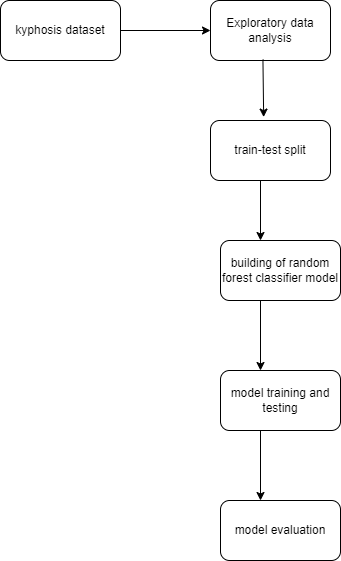 kyphosis dataset
Exploratory data
analysis
train-test split
building of random
forest classifier model
model training and
testing
model evaluation